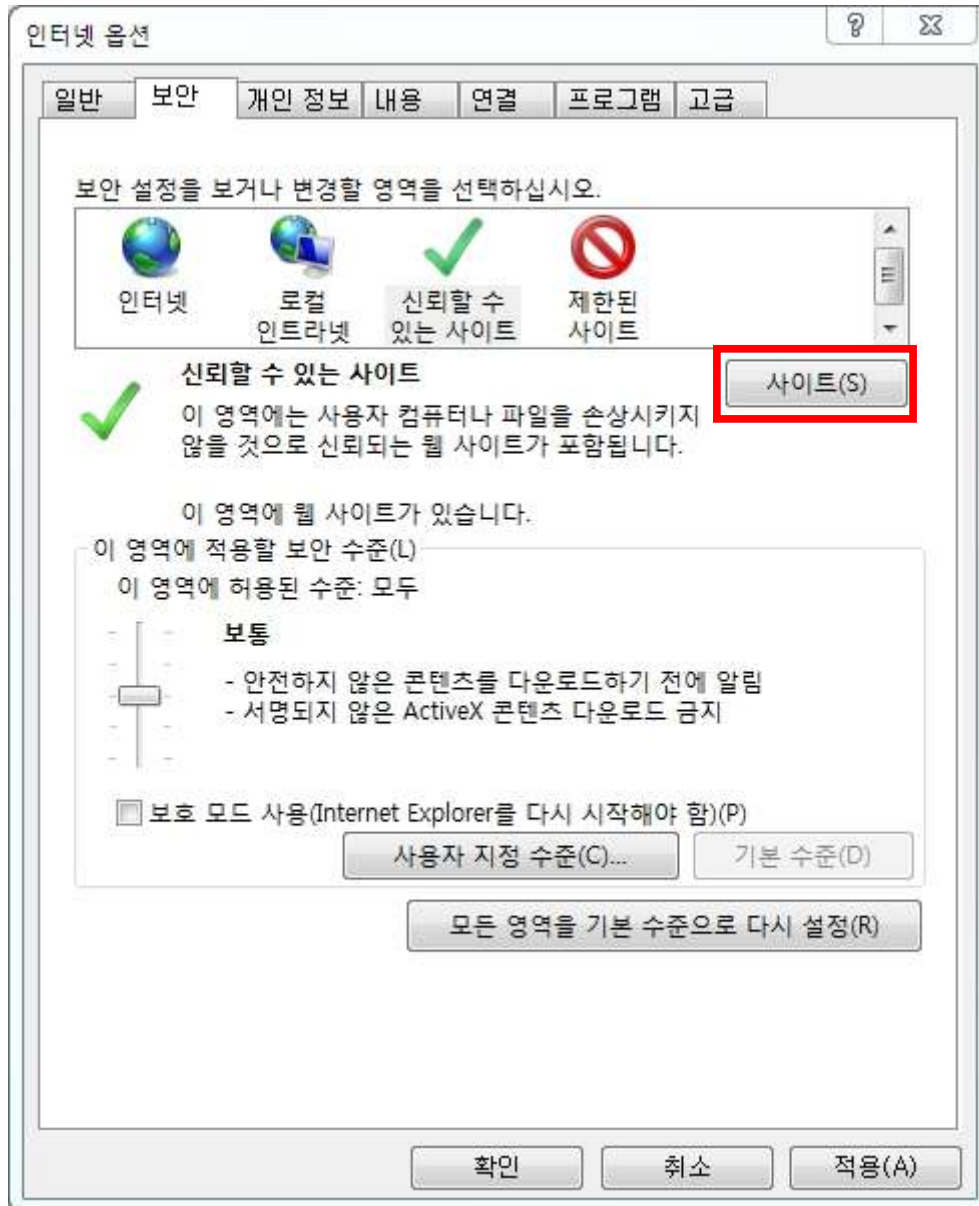 인터넷 옵션
일반 보안 개인 정보 내용 연결 프로그램 고급
보안 설정을 보거나 변경할 영역을 선택하십시오.
인터넷
로컬
인트라넷
신뢰할 수
있는 사이트
제한된
사이트
신뢰할 수 있는 사이트
사이트(S)
이 영역에는 사용자 컴퓨터나 파일을 손상시키지
않을 것으로 신뢰되는 웹 사이트가 포함됩니다.
이 영역에 웹 사이트가 있습니다.
이 영역에 적용할 보안 수준(L)
이 영역에 허용된 수준: 모두
보통
- 안전하지 않은 콘텐츠를 다운로드하기 전에 알림
- 서명되지 않은 ActiveX 콘텐츠 다운로드 금지
보호 모드 사용(Internet Explorer를 다시 시작해야 함)(P)
사용자 지정 수준(C)... 기본 수준(D)
모든 영역을 기본 수준으로 다시 설정(R)
확인 취소 적용(A)